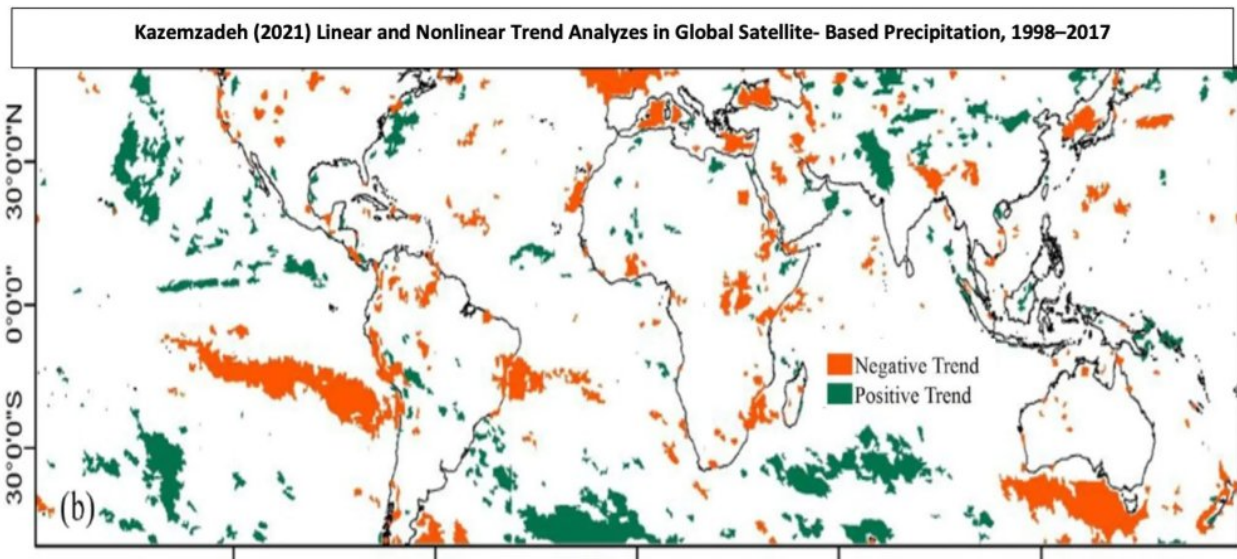 Kazemzadeh (2021) Linear and Nonlinear Trend Analyzes in Global Satellite- Based Precipitation, 1998–2017
30°0'0"N
0°0'0"
30°0'0"S
Negative Trend
Positive Trend
(b)